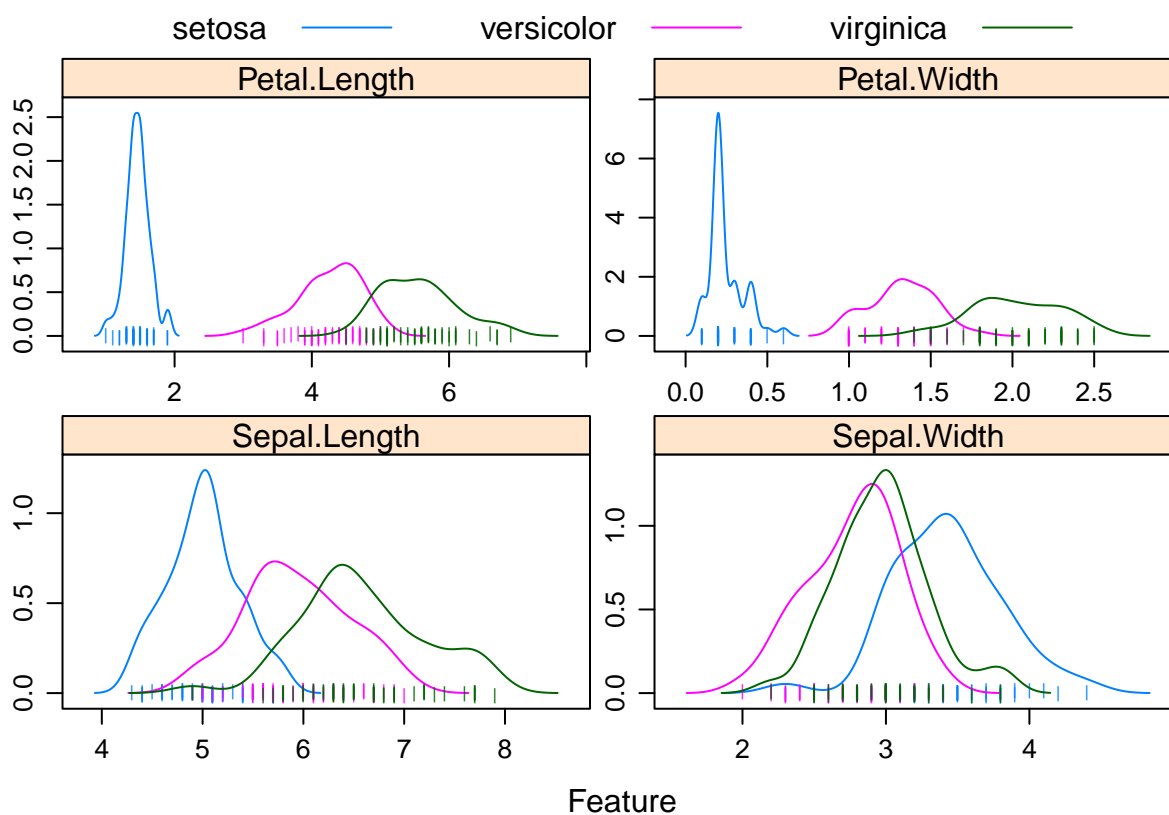 setosa versicolor virginica
Petal.Length Petal.Width
0.0 0.5 1.0 1.5 2.0 2.5
0 2 4 6
2 4 6
0.0 0.5 1.0 1.5 2.0 2.5
Sepal.Length Sepal.Width
0.0 0.5 1.0
0.0 0.5 1.0
4 5 6 7 8
2 3 4
Feature